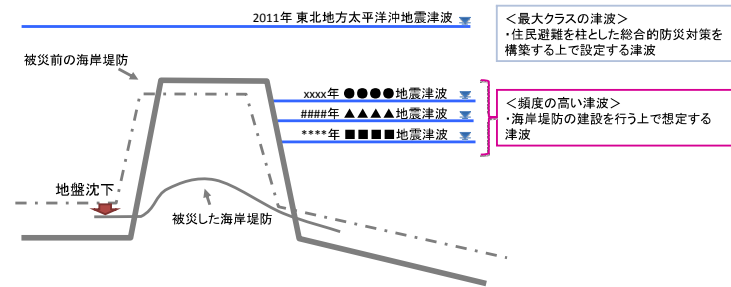 2011年 東北地方太平洋沖地震津波
＜最大クラスの津波＞
・住民避難を柱とした総合的防災対策を
構築する上で設定する津波
被災前の海岸堤防
xxxx年 ●●●●地震津波
####年 ▲▲▲▲地震津波
****年 ■■■■地震津波
＜頻度の高い津波＞
・海岸堤防の建設を行う上で想定する
津波
地盤沈下
被災した海岸堤防